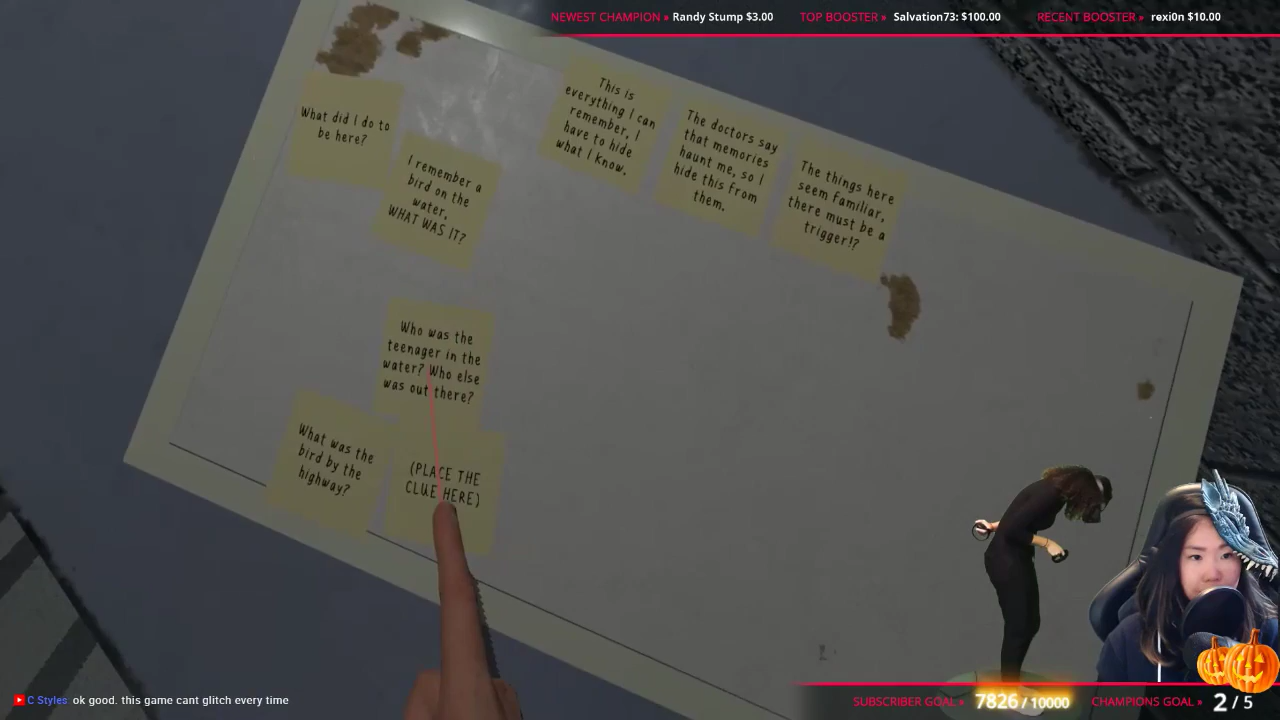 NEWEST CHAMPION » Randy Stump $3.00
TOP BOOSTER » Salvation73: $100.00
RECENT BOOSTER » rexi0n $10.00
What did I do to
be here?
I remember a
bird on the
water,
WHAT WAS IT?
This is
everything I can
remember, I
have to hide
what I know.
The doctors say
that memories
haunt me, so I
hide this from
them.
The things here
seem familiar,
there must be a
trigger!?
Who was the
teenager in the
water? Who else
was out there?
What was the
bird by the
highway?
(PLACE THE
CLUE HERE)
C Styles ok good. this game cant glitch every time
SUBSCRIBER GOAL » 7826 / 10000
CHAMPIONS GOAL » 2 / 5